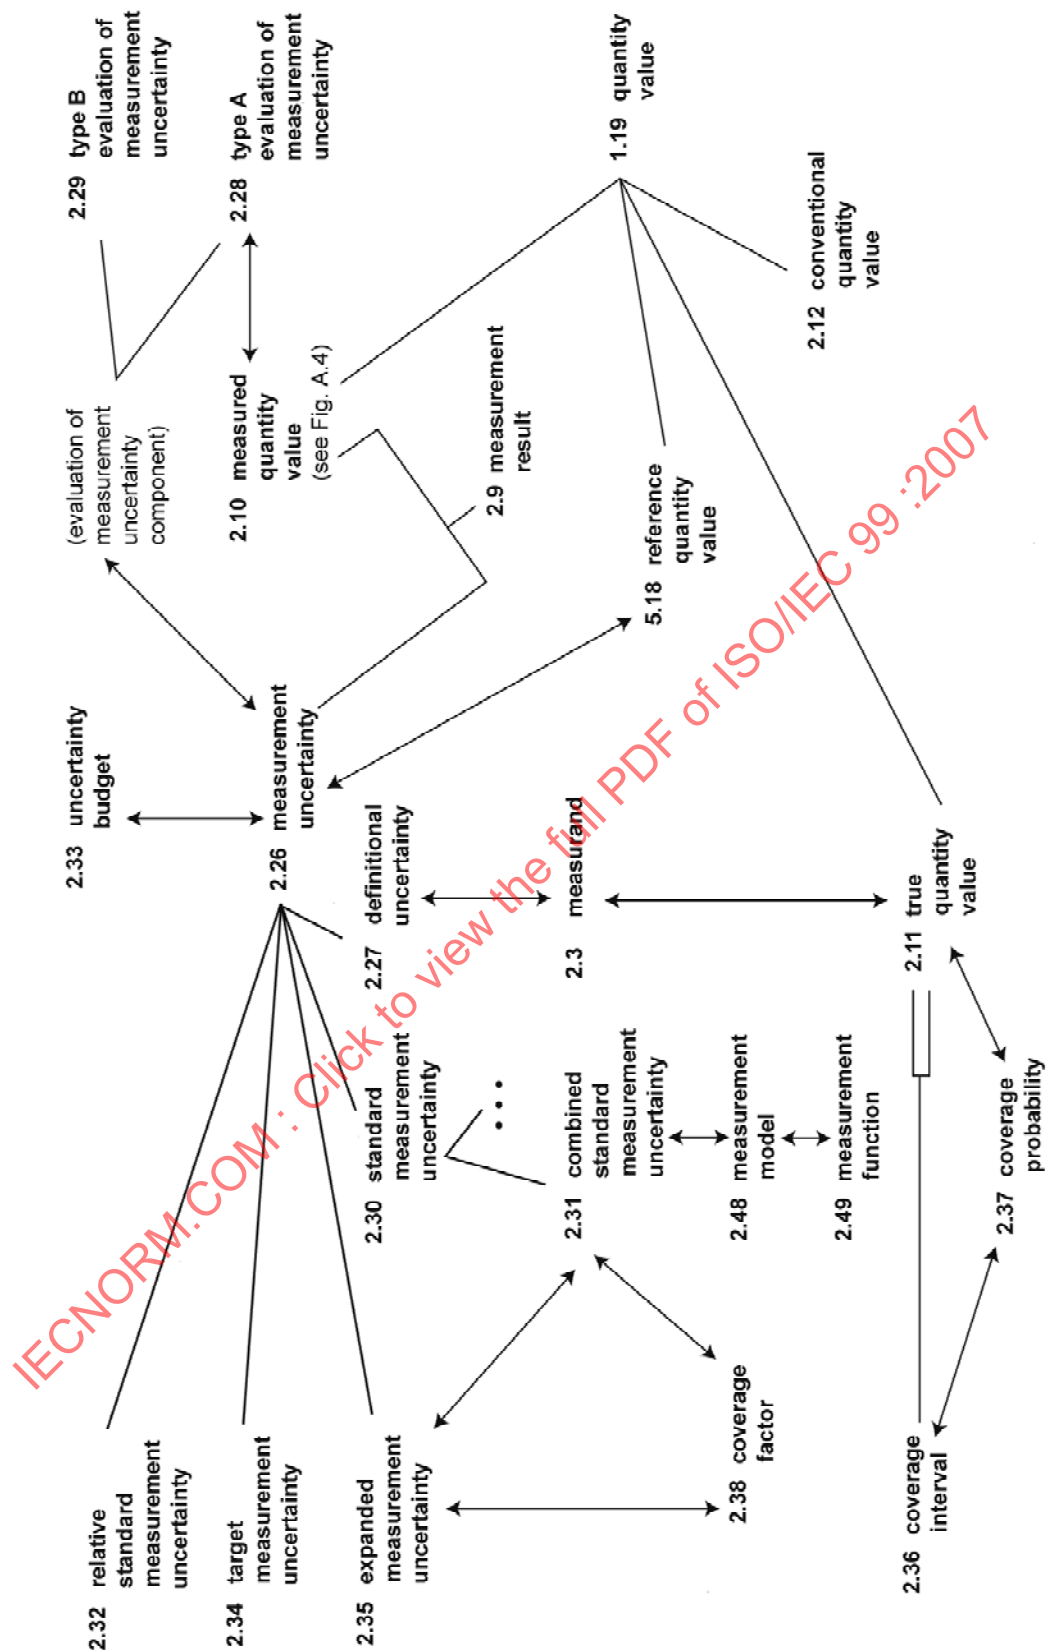 2.33 uncertainty
budget
2.29 type B
evaluation of
measurement
uncertainty
(evaluation of
measurement
uncertainty
component)
2.32 relative
standard
measurement
uncertainty
2.34 target
measurement
uncertainty
2.26 measurement
uncertainty
2.10 measured
quantity
value
(see Fig. A.4)
2.28 type A
evaluation of
measurement
uncertainty
2.35 expanded
measurement
uncertainty
2.30 standard
measurement
uncertainty
2.27 definitional
uncertainty
2.9 measurement
result
2.31 combined
standard
measurement
uncertainty
...
2.3 measurand
5.18 reference
quantity
value
1.19 quantity
value
2.38 coverage
factor
2.48 measurement
model
2.49 measurement
function
2.12 conventional
quantity
value
2.36 coverage
interval
2.37 coverage
probability
2.11 true
quantity
value
IECNORM.COM : Click to view the full PDF of ISO/IEC 99 :2007